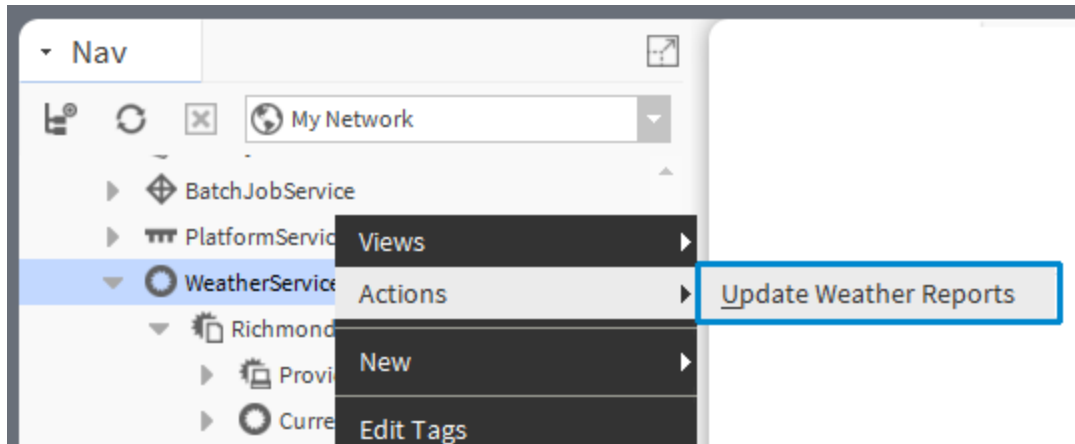 Nav
My Network
BatchJobService
PlatformServic
Views
WeatherService
Actions
Update Weather Reports
Richmond
New
Provi
Curre
Edit Tags